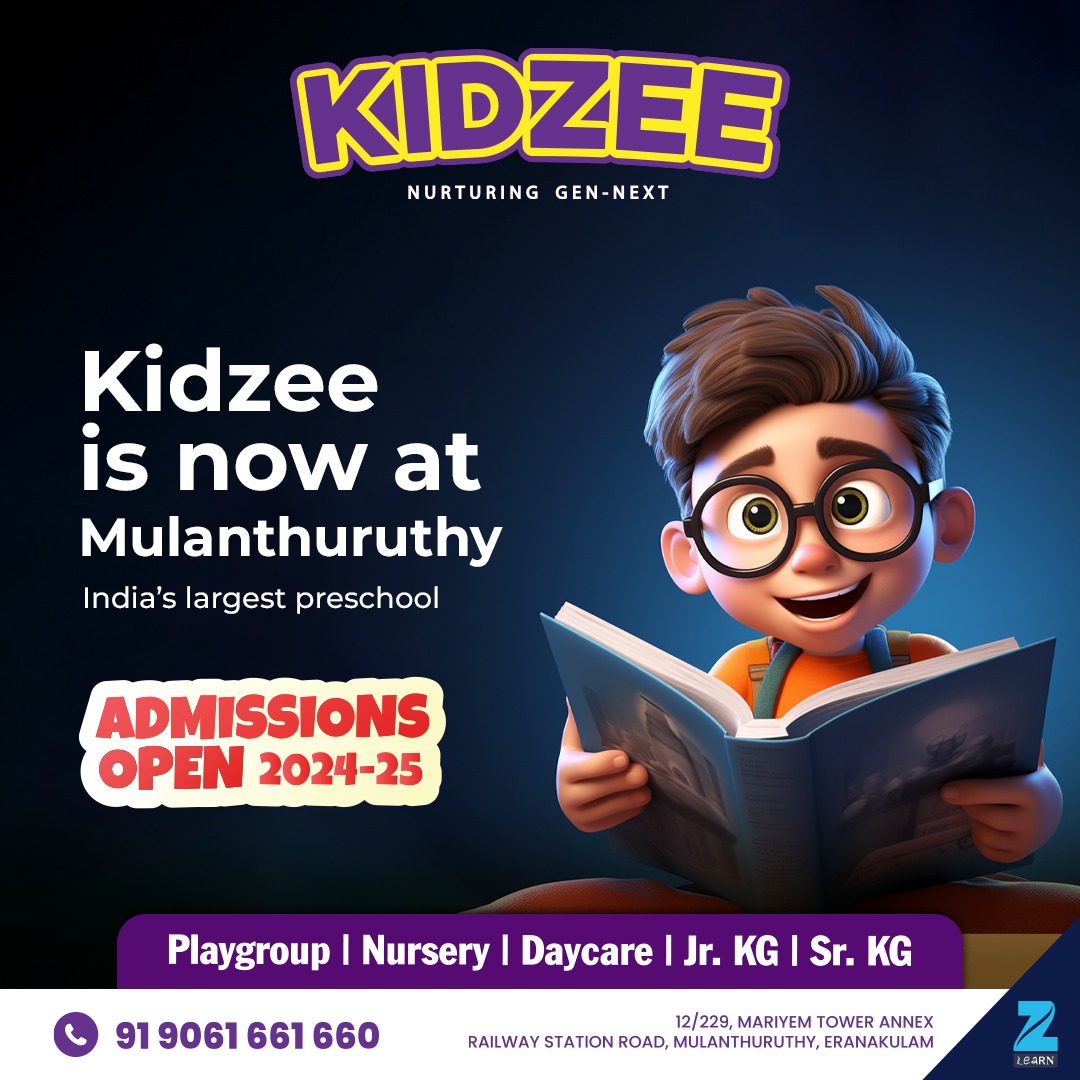 KIDZEE
NURTURING GEN-NEXT
Kidzee
is now at
Mulanthuruthy
India's largest preschool
ADMISSIONS
OPEN 2024-25
Playgroup | Nursery | Daycare | Jr. KG | Sr. KG
91 9061 661 660
12/229, MARIYEM TOWER ANNEX
RAILWAY STATION ROAD, MULANTHURUTHY, ERANAKULAM
Z
LeARN